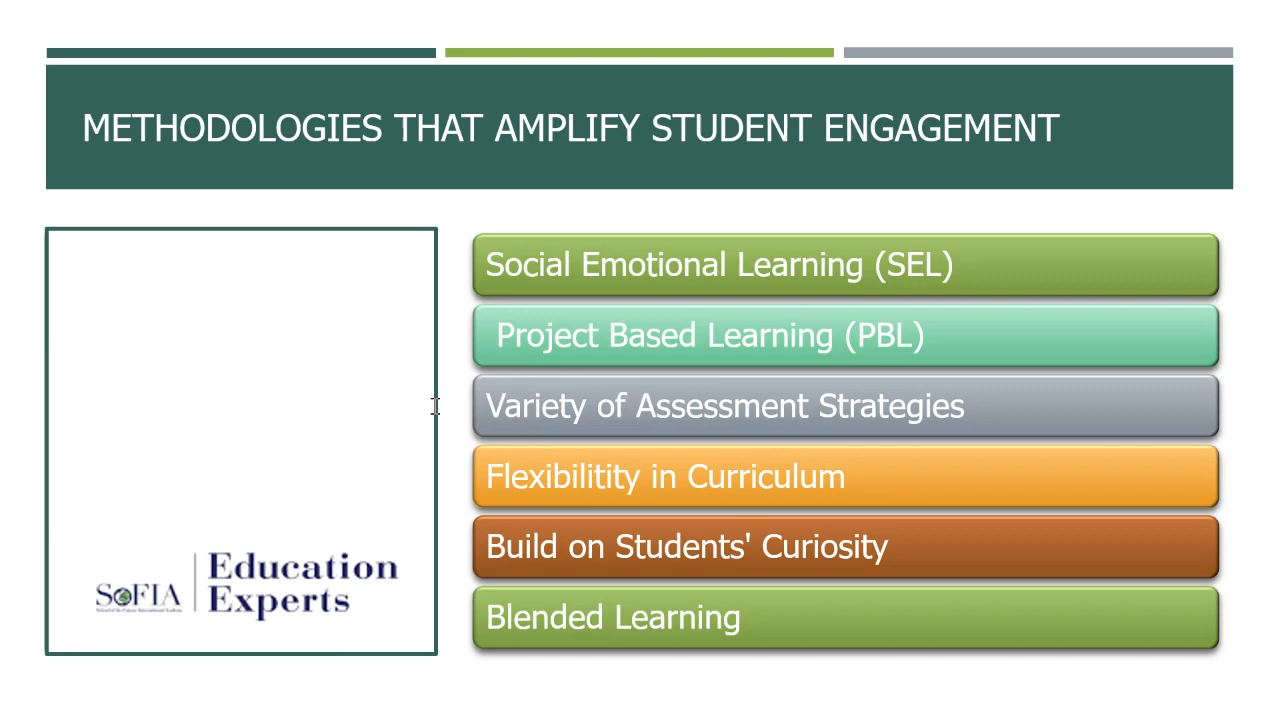 METHODOLOGIES THAT AMPLIFY STUDENT ENGAGEMENT
Social Emotional Learning (SEL)
Project Based Learning (PBL)
Variety of Assessment Strategies
Flexibilitity in Curriculum
Build on Students' Curiosity
Blended Learning
SOFIA
Education
Experts